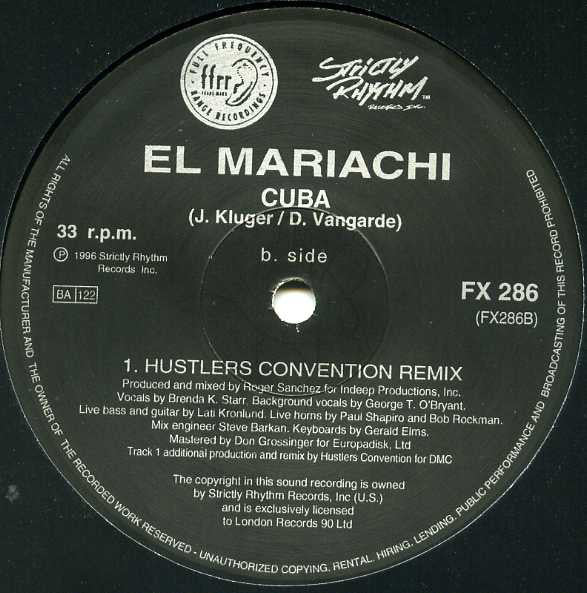 FULL FREQUENCY
ffrr
TRADE MARK
RANGE RECORDINGS
STRICTLY
RHYTHM ™
RECORDS, INC.
EL MARIACHI
CUBA
(J. Kluger / D. Vangarde)
33 r.p.m.
b. side
℗ 1996 Strictly Rhythm
Records Inc.
BA 122
FX 286
(FX286B)
1. HUSTLERS CONVENTION REMIX
Produced and mixed by Roger Sanchez for Indeep Productions, Inc.
Vocals by Brenda K. Starr. Background vocals by George T. O'Bryant.
Live bass and guitar by Lati Kronlund. Live horns by Paul Shapiro and Bob Rockman.
Mix engineer Steve Barkan. Keyboards by Gerald Elms.
Mastered by Don Grossinger for Europadisk, Ltd
Track 1 additional production and remix by Hustlers Convention for DMC
The copyright in this sound recording is owned
by Strictly Rhythm Records, Inc (U.S.)
and is exclusively licensed
to London Records 90 Ltd
ALL RIGHTS OF THE MANUFACTURER AND THE OWNER OF THE RECORDED WORK RESERVED - UNAUTHORIZED COPYING. RENTAL. HIRING. LENDING. PUBLIC PERFORMANCE AND BROADCASTING OF THIS RECORD PROHIBITED